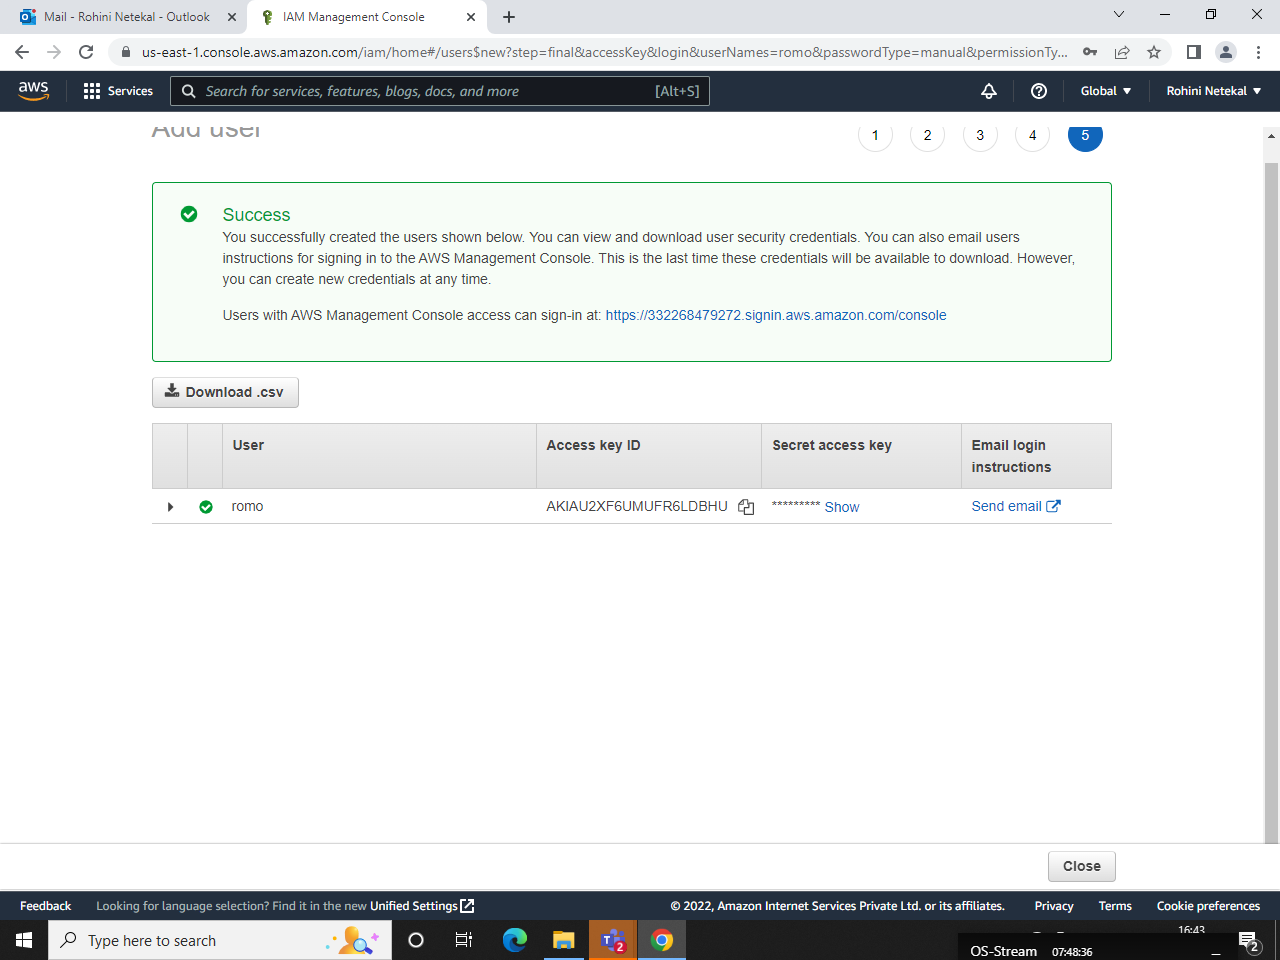 Mail - Rohini Netekal - Outlook
IAM Management Console
us-east-1.console.aws.amazon.com/iam/home#/users$new?step=final&accessKey&login&userNames=romo&passwordType=manual&permissionTy...
aws
Services
Search for services, features, blogs, docs, and more
[Alt+S]
Global
Rohini Netekal
Add user
1 2 3 4 5
Success
You successfully created the users shown below. You can view and download user security credentials. You can also email users
instructions for signing in to the AWS Management Console. This is the last time these credentials will be available to download. However,
you can create new credentials at any time.
Users with AWS Management Console access can sign-in at: https://332268479272.signin.aws.amazon.com/console
Download .csv
User
Access key ID
Secret access key
Email login
instructions
romo
AKIAU2XF6UMUFR6LDBHU
********* Show
Send email
Close
Feedback
Looking for language selection? Find it in the new Unified Settings
© 2022, Amazon Internet Services Private Ltd. or its affiliates.
Privacy
Terms
Cookie preferences
Type here to search
2
16:43
OS-Stream 07:48:36
2